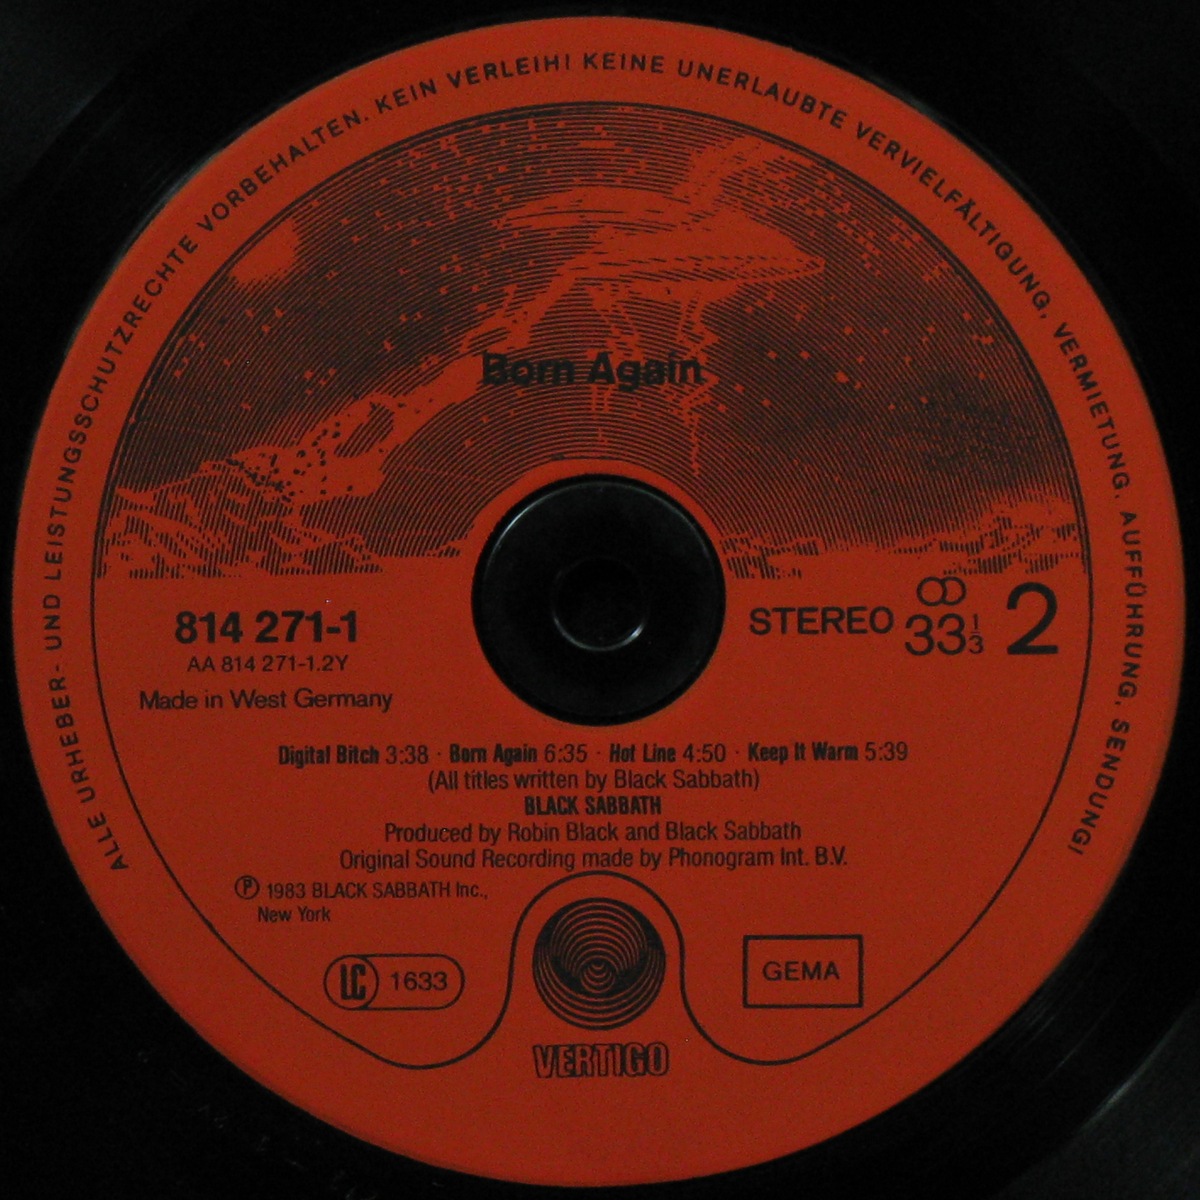 ALLE URHEBER- UND LEISTUNGSSCHUTZRECHTE VORBEHALTEN. KEIN VERLEIH! KEINE UNERLAUBTE VERVIELFÄLTIGUNG, VERMIETUNG, AUFFÜHRUNG, SENDUNG!
Born Again
814 271-1
AA 814 271-1.2Y
Made in West Germany
STEREO 33⅓ 2
Digital Bitch 3:38 · Born Again 6:35 · Hot Line 4:50 · Keep It Warm 5:39
(All titles written by Black Sabbath)
BLACK SABBATH
Produced by Robin Black and Black Sabbath
Original Sound Recording made by Phonogram Int. B.V.
Ⓟ 1983 BLACK SABBATH Inc.,
New York
LC 1633
GEMA
VERTIGO